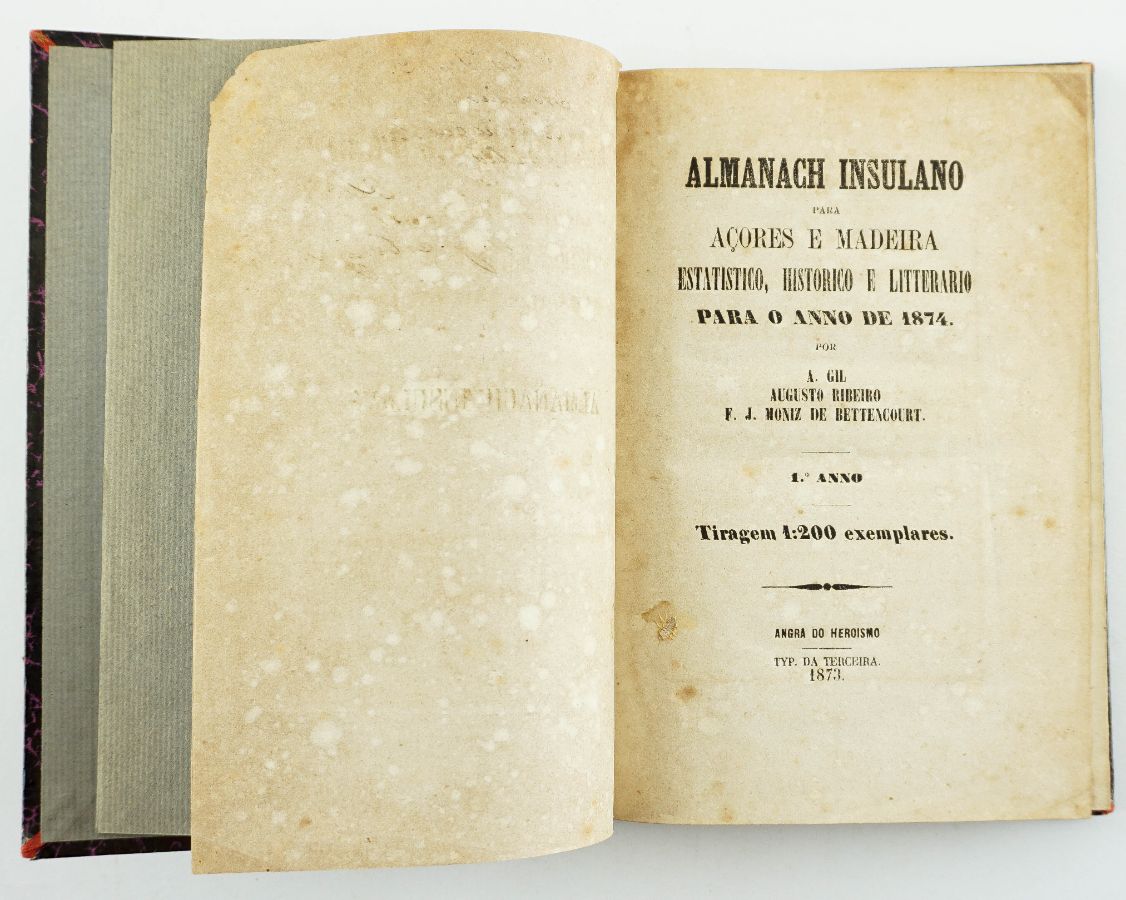 ALMANACH INSULANO
PARA
AÇORES E MADEIRA
ESTATISTICO, HISTORICO E LITTERARIO
PARA O ANNO DE 1874.
POR
A. GIL
AUGUSTO RIBEIRO
F. J. MONIZ DE BETTENCOURT.
1.º ANNO
Tiragem 1:200 exemplares.
ANGRA DO HEROISMO
TYP. DA TERCEIRA.
1873.